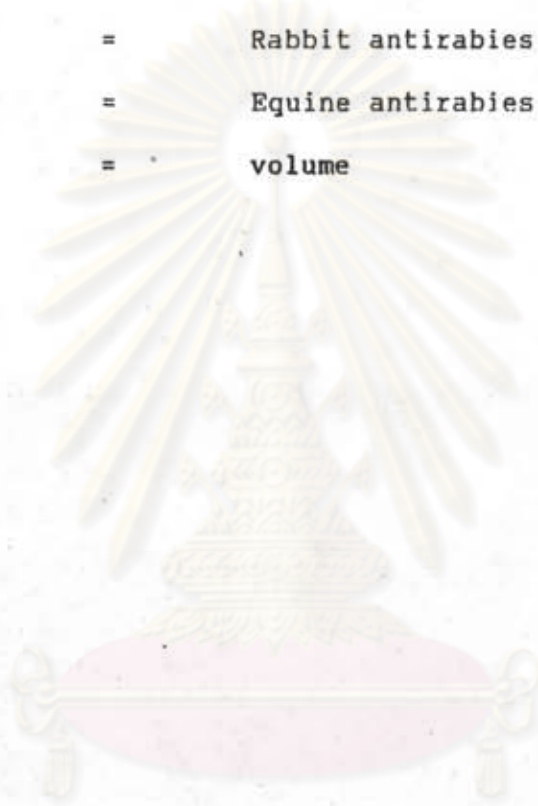 = Rabbit antirabies
= Equine antirabies
= volume